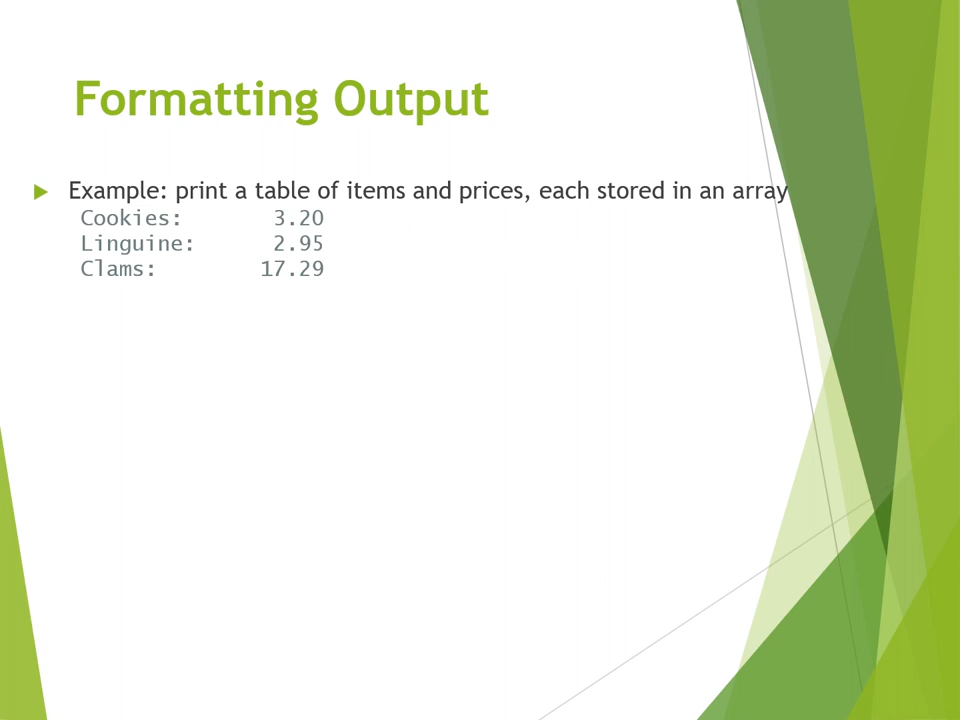 Formatting Output
Example: print a table of items and prices, each stored in an array
Cookies:       3.20
Linguine:      2.95
Clams:        17.29